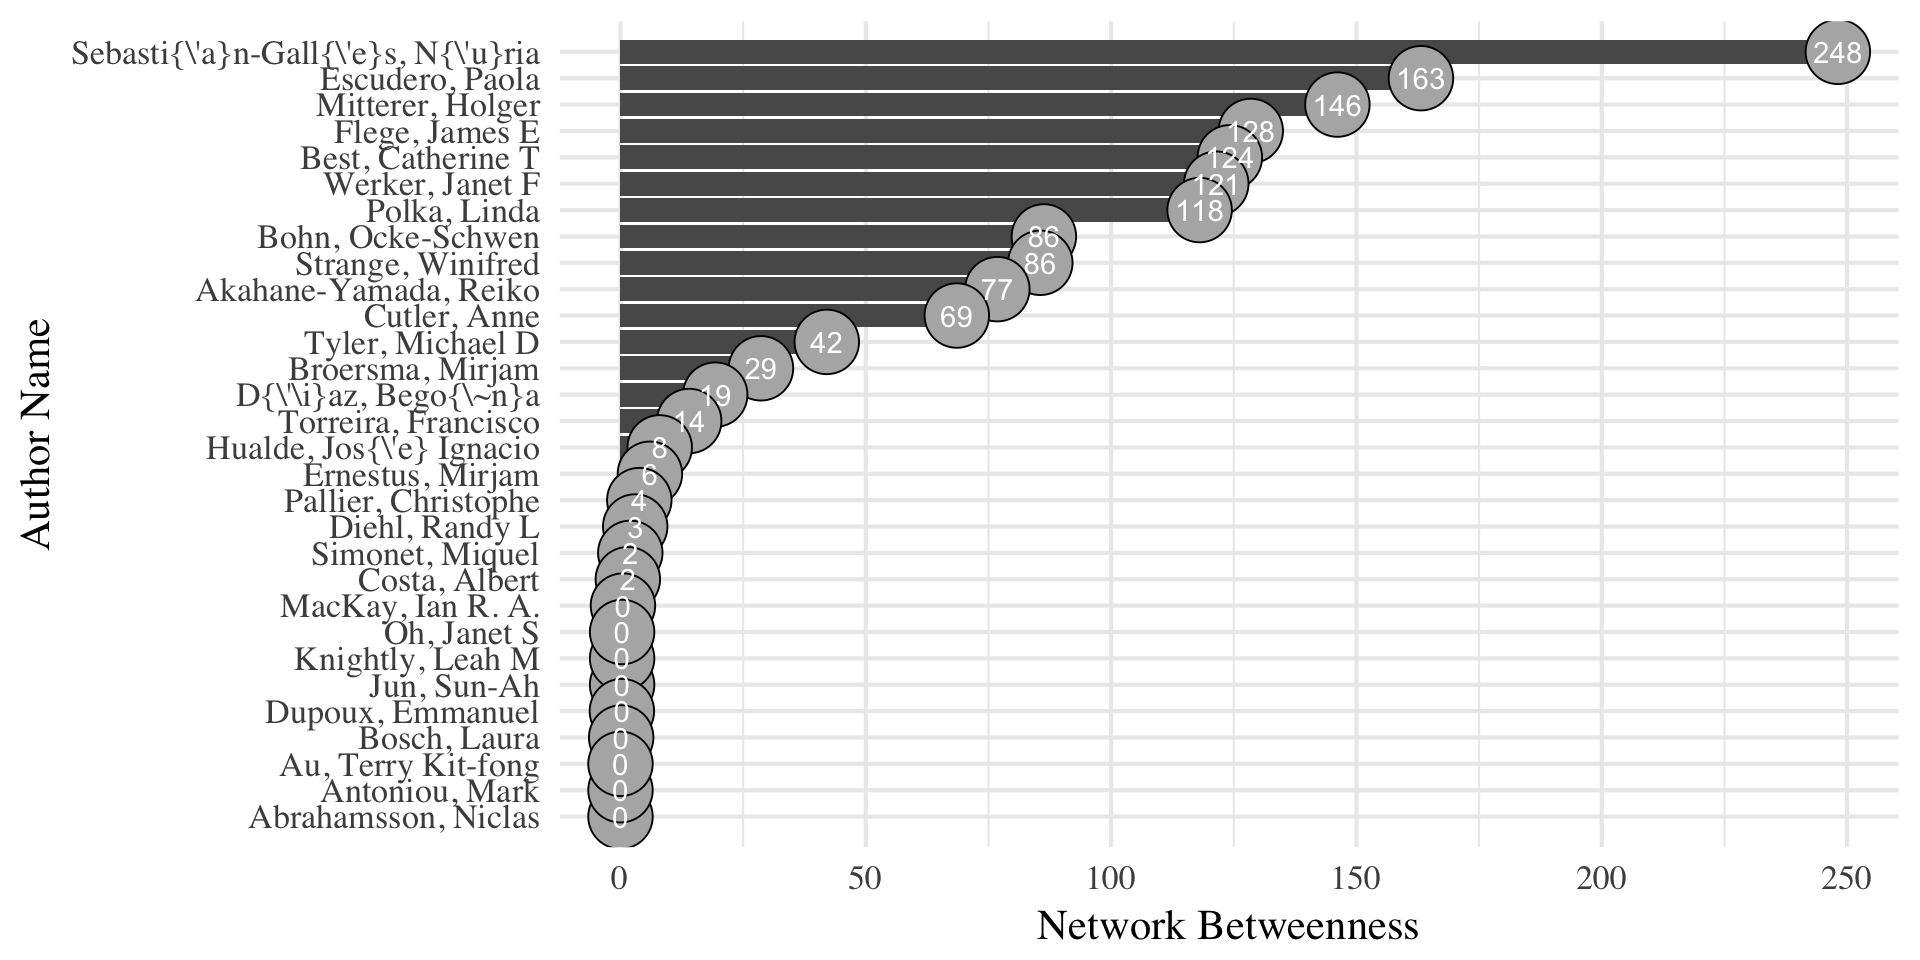 Author Name
Sebasti{\'a}n-Gall{\'e}s, N{\'u}ria 248
Escudero, Paola 163
Mitterer, Holger 146
Flege, James E 128
Best, Catherine T 124
Werker, Janet F 121
Polka, Linda 118
Bohn, Ocke-Schwen 86
Strange, Winifred 86
Akahane-Yamada, Reiko 77
Cutler, Anne 69
Tyler, Michael D 42
Broersma, Mirjam 29
D{\'\i}az, Bego{\~n}a 19
Torreira, Francisco 14
Hualde, Jos{\'e} Ignacio 8
Ernestus, Mirjam 6
Pallier, Christophe 4
Diehl, Randy L 3
Simonet, Miquel 2
Costa, Albert 2
MacKay, Ian R. A. 0
Oh, Janet S 0
Knightly, Leah M 0
Jun, Sun-Ah 0
Dupoux, Emmanuel 0
Bosch, Laura 0
Au, Terry Kit-fong 0
Antoniou, Mark 0
Abrahamsson, Niclas 0
0 50 100 150 200 250
Network Betweenness